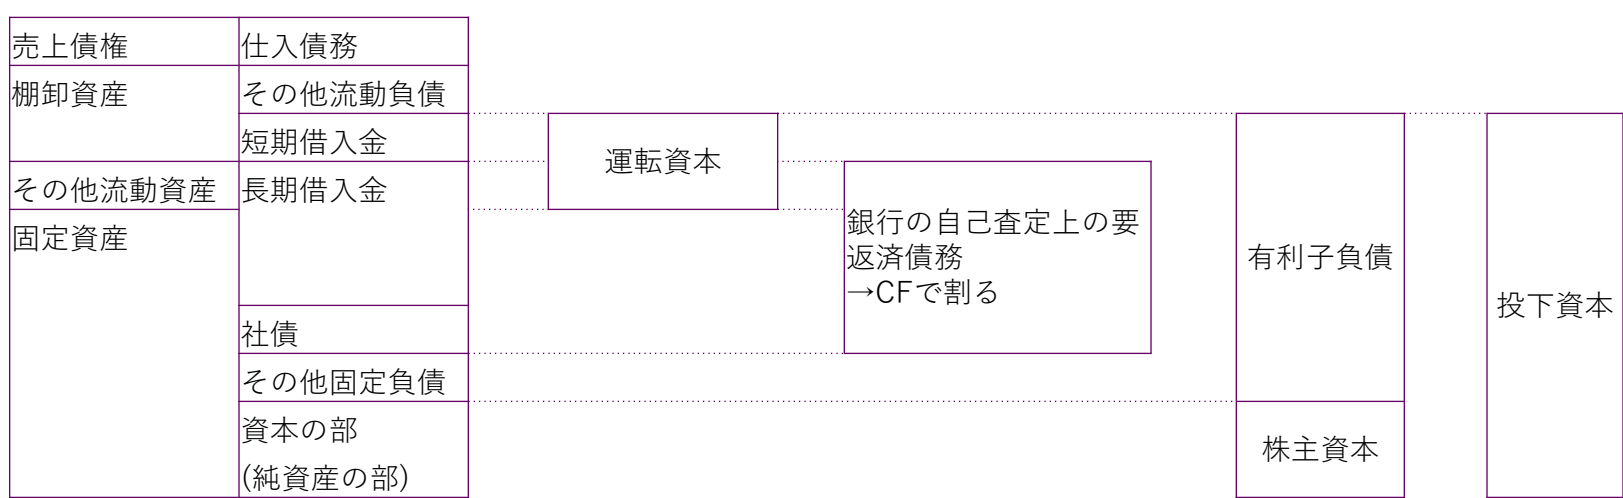 売上債権
仕入債務
棚卸資産
その他流動負債
短期借入金
運転資本
その他流動資産
長期借入金
固定資産
銀行の自己査定上の要
返済債務
→CFで割る
有利子負債
投下資本
社債
その他固定負債
資本の部
(純資産の部)
株主資本